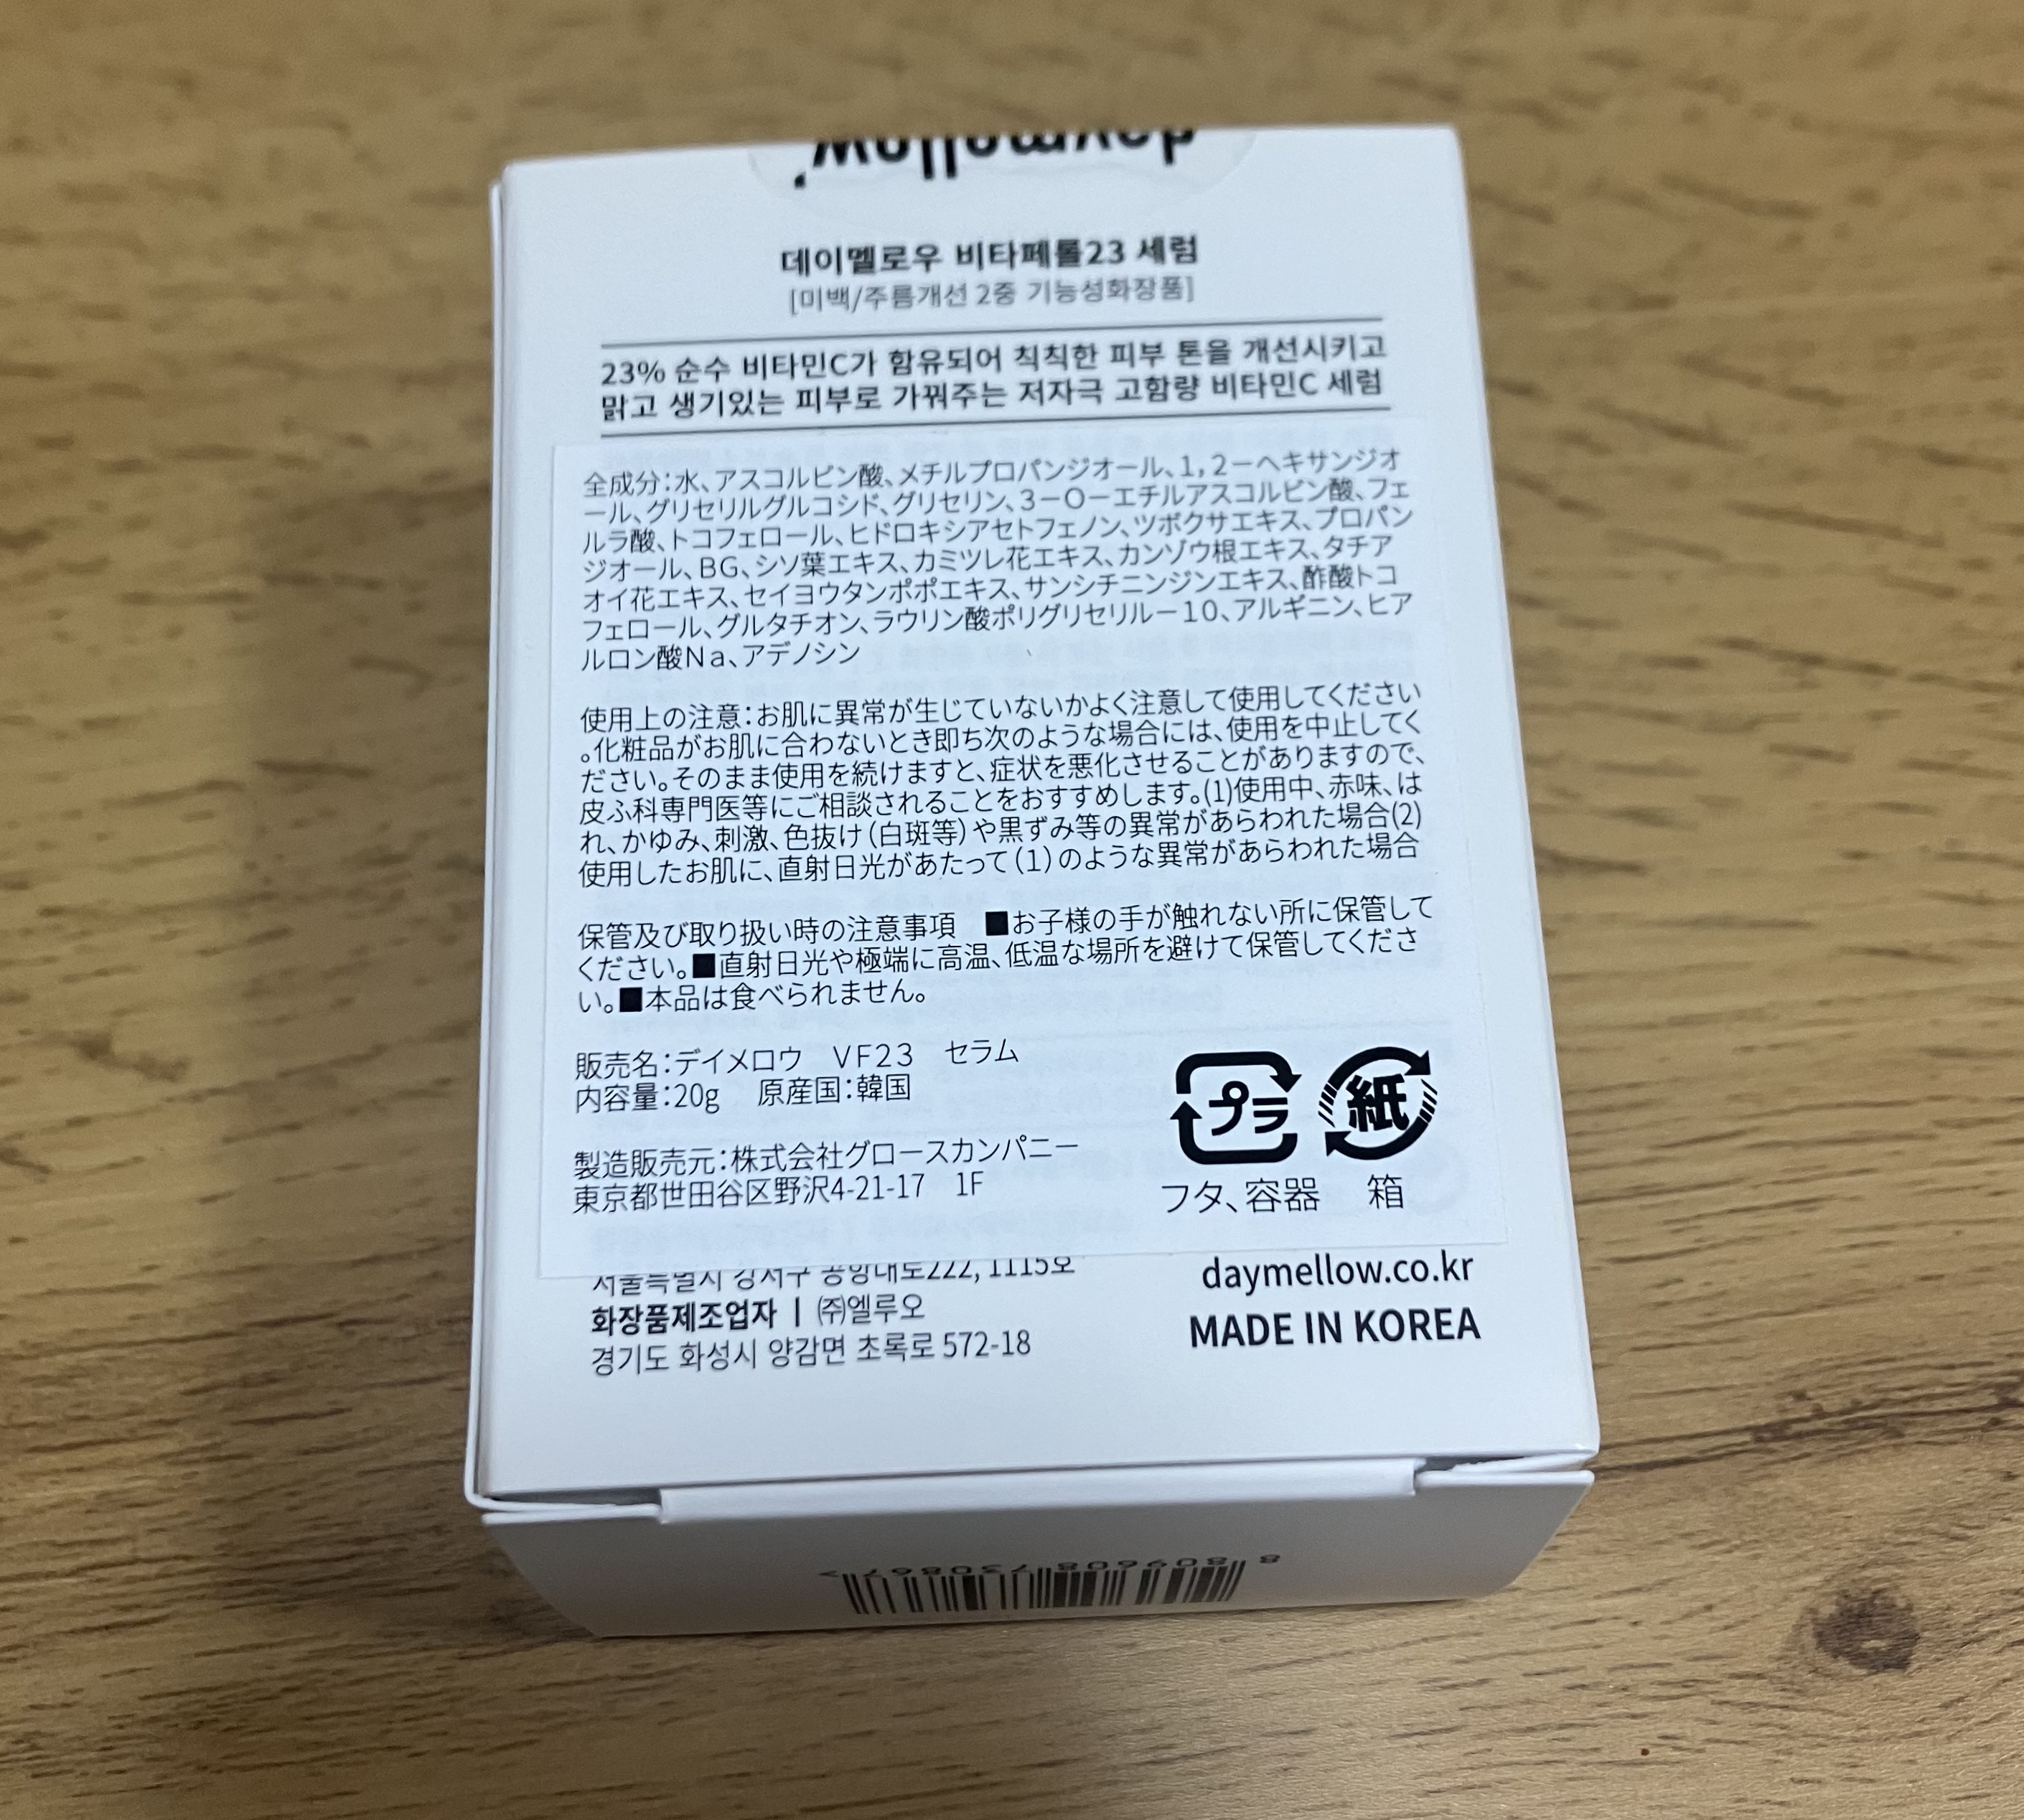 daymellow
데이멜로우 비타페롤23 세럼
[미백/주름개선 2중 기능성화장품]
23% 순수 비타민C가 함유되어 칙칙한 피부 톤을 개선시키고
맑고 생기있는 피부로 가꿔주는 저자극 고함량 비타민C 세럼
全成分:水、アスコルビン酸、メチルプロパンジオール、1,2－ヘキサンジオ
ール、グリセリルグルコシド、グリセリン、3－O－エチルアスコルビン酸、フェ
ルラ酸、トコフェロール、ヒドロキシアセトフェノン、ツボクサエキス、プロパン
ジオール、BG、シソ葉エキス、カミツレ花エキス、カンゾウ根エキス、タチア
オイ花エキス、セイヨウタンポポエキス、サンシチニンジンエキス、酢酸トコ
フェロール、グルタチオン、ラウリン酸ポリグリセリル－10、アルギニン、ヒア
ルロン酸Na、アデノシン
使用上の注意:お肌に異常が生じていないかよく注意して使用してください
。化粧品がお肌に合わないとき即ち次のような場合には、使用を中止してく
ださい。そのまま使用を続けますと、症状を悪化させることがありますので、
皮ふ科専門医等にご相談されることをおすすめします。(1)使用中、赤味、は
れ、かゆみ、刺激、色抜け(白斑等)や黒ずみ等の異常があらわれた場合(2)
使用したお肌に、直射日光があたって(1)のような異常があらわれた場合
保管及び取り扱い時の注意事項　■お子様の手が触れない所に保管して
ください。■直射日光や極端に高温、低温な場所を避けて保管してくださ
い。■本品は食べられません。
販売名:デイメロウ　VF23　セラム
内容量:20g　原産国:韓国
製造販売元:株式会社グロースカンパニー
東京都世田谷区野沢4-21-17　1F
プラ 紙
フタ、容器　箱
서울특별시 강서구 공항대로222, 1115호
화장품제조업자 | ㈜엘루오
경기도 화성시 양감면 초록로 572-18
daymellow.co.kr
MADE IN KOREA
8 809608 730867 >